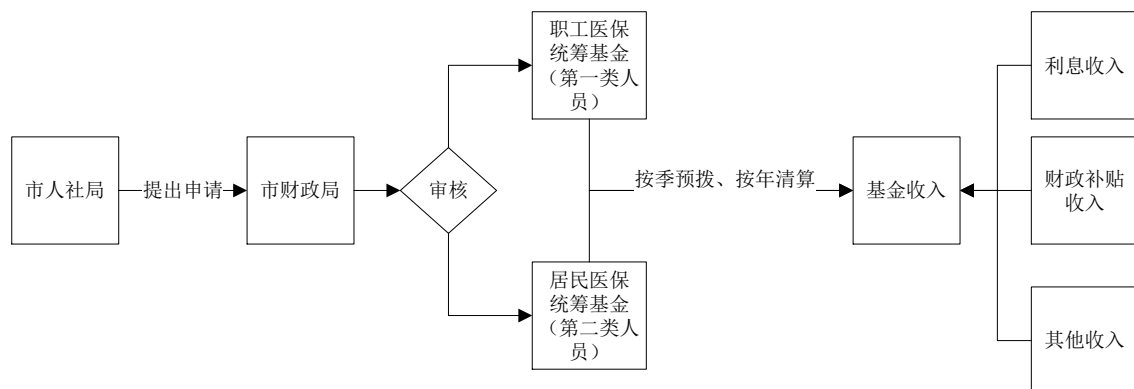 市人社局
提出申请
市财政局
审核
职工医保
统筹基金
（第一类人
员）
居民医保
统筹基金
（第二类人
员）
按季预拨、按年清算
基金收入
利息收入
财政补贴
收入
其他收入